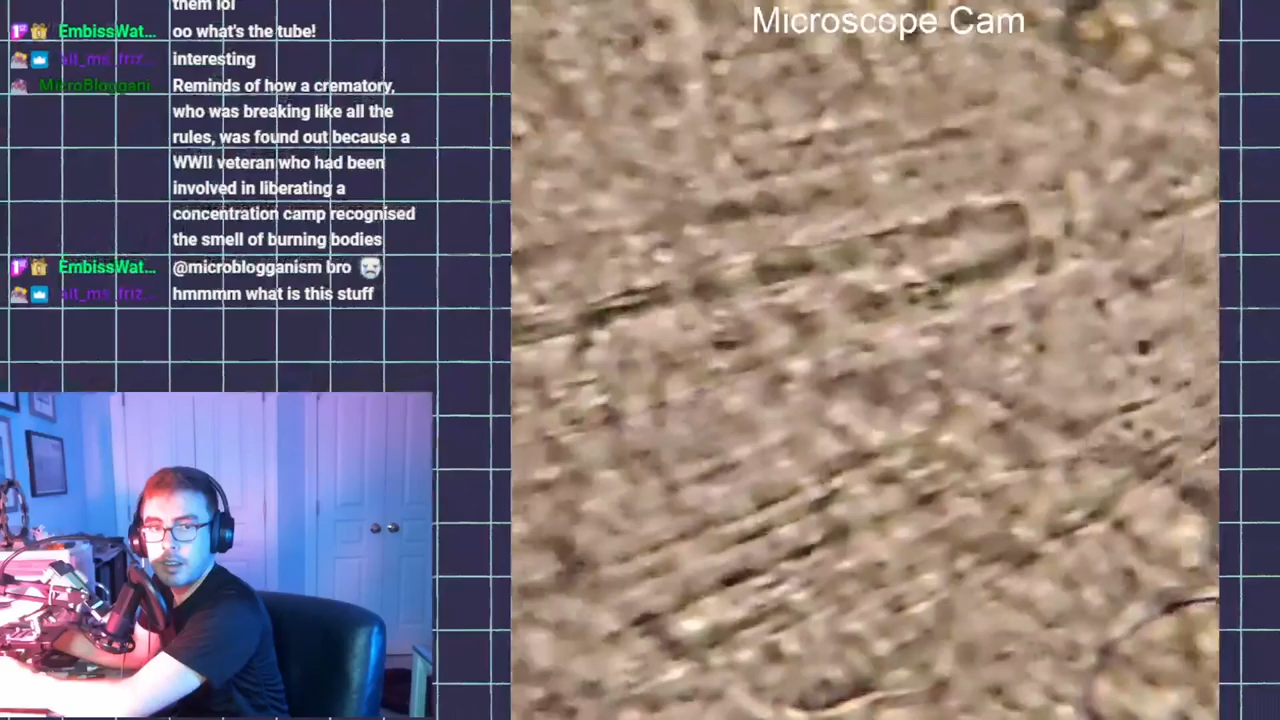 them lol
EmbissWat... oo what's the tube!
interesting
MicroBloggani Reminds of how a crematory,
who was breaking like all the
rules, was found out because a
WWII veteran who had been
involved in liberating a
concentration camp recognised
the smell of burning bodies
EmbissWat... @microblogganism bro
hmmmm what is this stuff
Microscope Cam